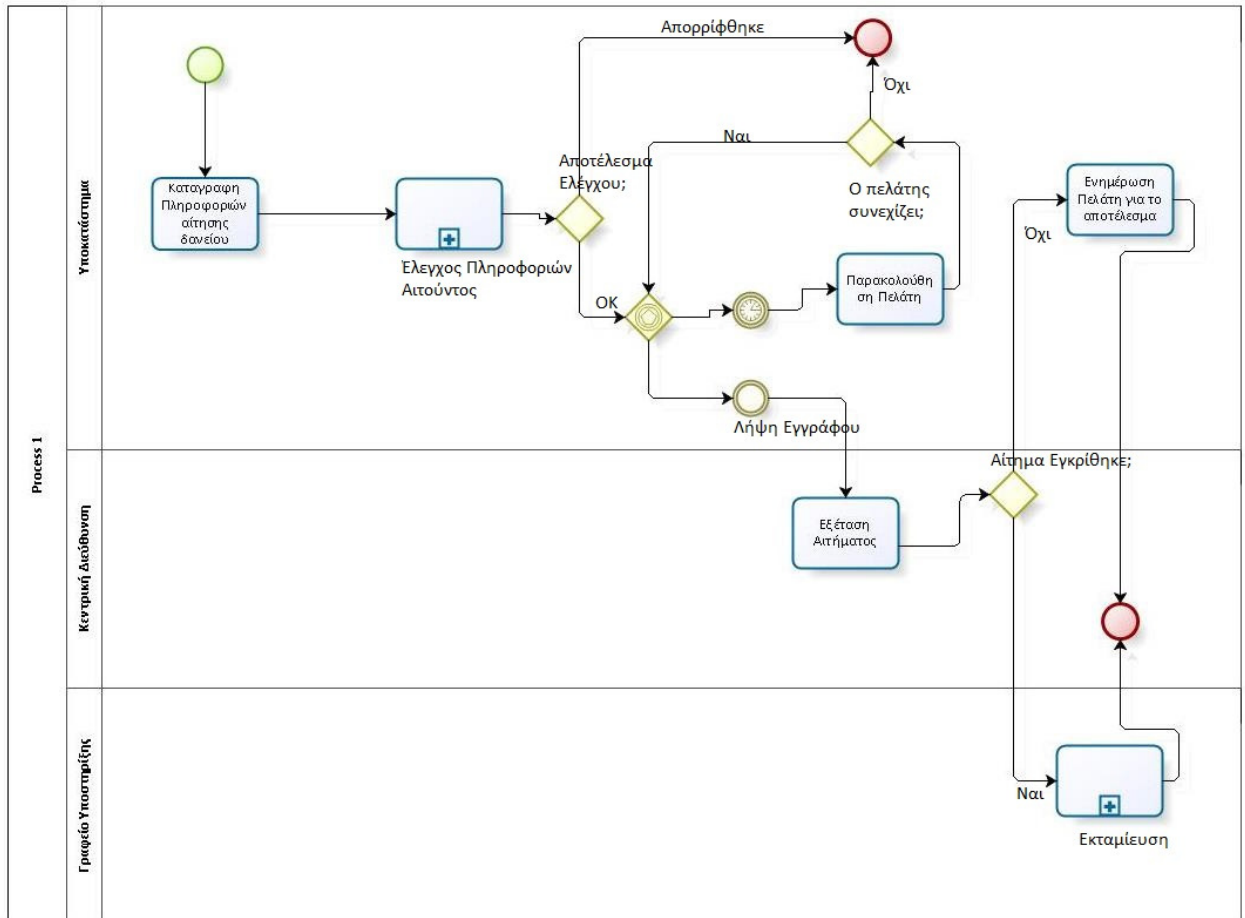 Process 1
Υποκατάστημα
Κεντρική Διεύθυνση
Γραφείο Υποστηρίξης
Καταγραφη
Πληροφοριών
αίτησης
δανείου
Έλεγχος Πληροφοριών
Αιτούντος
Αποτέλεσμα
Ελέγχου;
Απορρίφθηκε
OK
Ναι
Όχι
Ο πελάτης
συνεχίζει;
Παρακολούθη
ση Πελάτη
Λήψη Εγγράφου
Εξέταση
Αιτήματος
Αίτημα Εγκρίθηκε;
Όχι
Ενημέρωση
Πελάτη για το
αποτέλεσμα
Ναι
Εκταμίευση